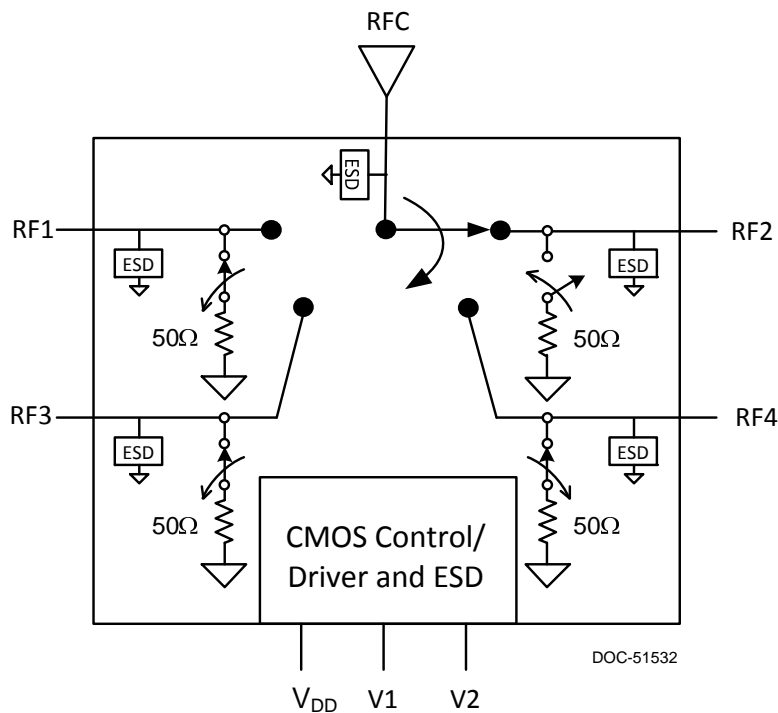 RFC
ESD
RF1
RF2
ESD
ESD
50Ω
50Ω
RF3
RF4
ESD
ESD
50Ω
50Ω
CMOS Control/
Driver and ESD
DOC-51532
VDD
V1
V2